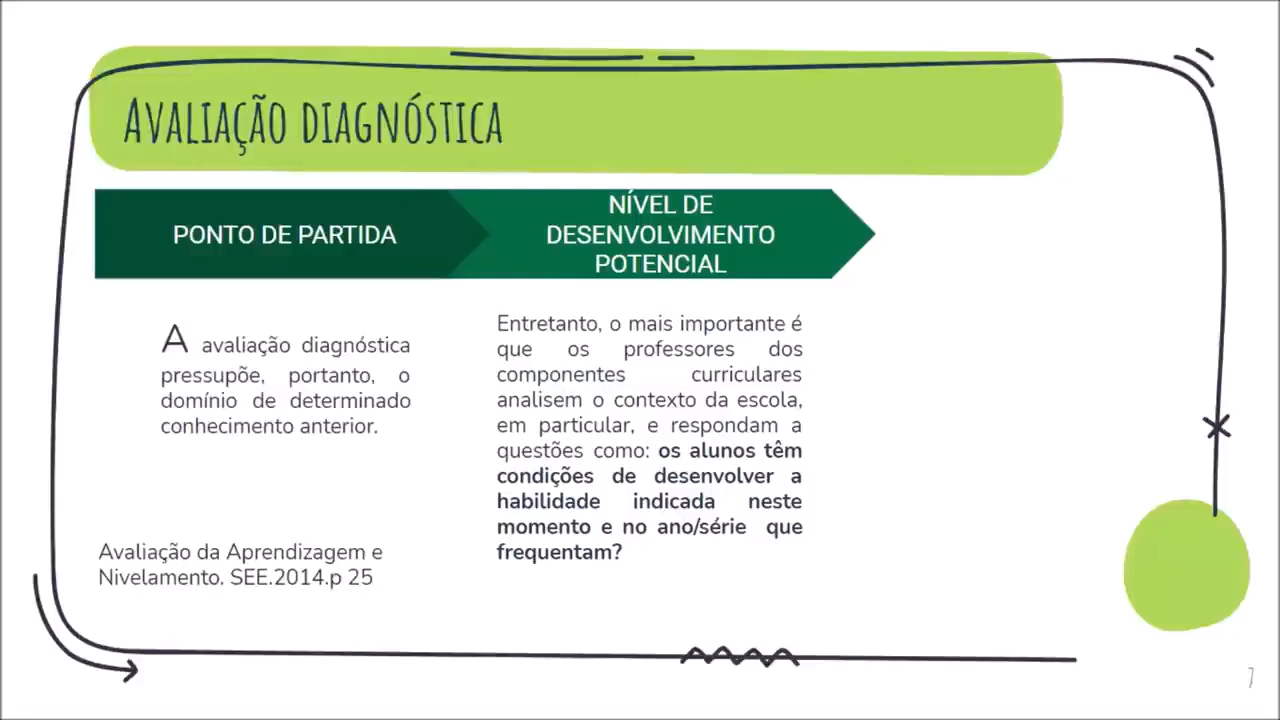 AVALIAÇÃO DIAGNÓSTICA
PONTO DE PARTIDA
NÍVEL DE
DESENVOLVIMENTO
POTENCIAL
A avaliação diagnóstica
pressupõe, portanto, o
domínio de determinado
conhecimento anterior.
Entretanto, o mais importante é
que os professores dos
componentes curriculares
analisem o contexto da escola,
em particular, e respondam a
questões como: os alunos têm
condições de desenvolver a
habilidade indicada neste
momento e no ano/série que
frequentam?
Avaliação da Aprendizagem e
Nivelamento. SEE.2014.p 25
7